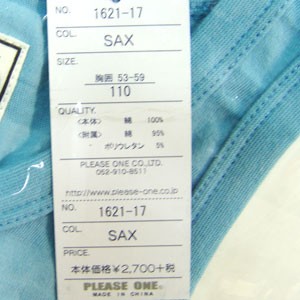 NO.
1621-17
COL.
SAX
SIZE.
胸囲 53-59
110
QUALITY.
<本体> 綿 100%
<附属> 綿 95%
ポリウレタン 5%
PLEASE ONE CO.,LTD.
052-910-8511
http://www.please-one.co.jp/
NO.
1621-17
COL.
SAX
PRICE.
本体価格¥2,700+税
PLEASE ONE.
MADE IN CHINA